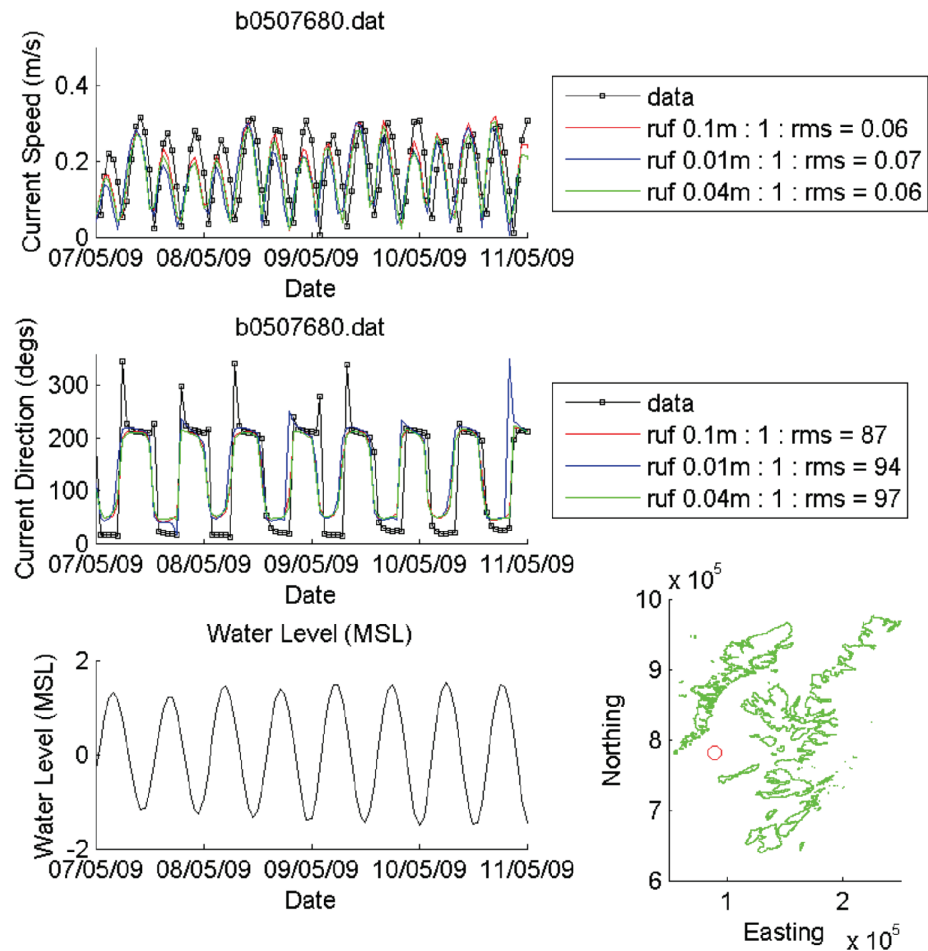 b0507680.dat
Current Speed (m/s)
0.4
0.2
0
07/05/09 08/05/09 09/05/09 10/05/09 11/05/09
Date
data
ruf 0.1m : 1 : rms = 0.06
ruf 0.01m : 1 : rms = 0.07
ruf 0.04m : 1 : rms = 0.06
b0507680.dat
Current Direction (degs)
300
200
100
0
07/05/09 08/05/09 09/05/09 10/05/09 11/05/09
Date
data
ruf 0.1m : 1 : rms = 87
ruf 0.01m : 1 : rms = 94
ruf 0.04m : 1 : rms = 97
Water Level (MSL)
Water Level (MSL)
2
0
-2
07/05/09 08/05/09 09/05/09 10/05/09 11/05/09
Date
x 10^5
Northing
10
9
8
7
6
1 2
Easting x 10^5